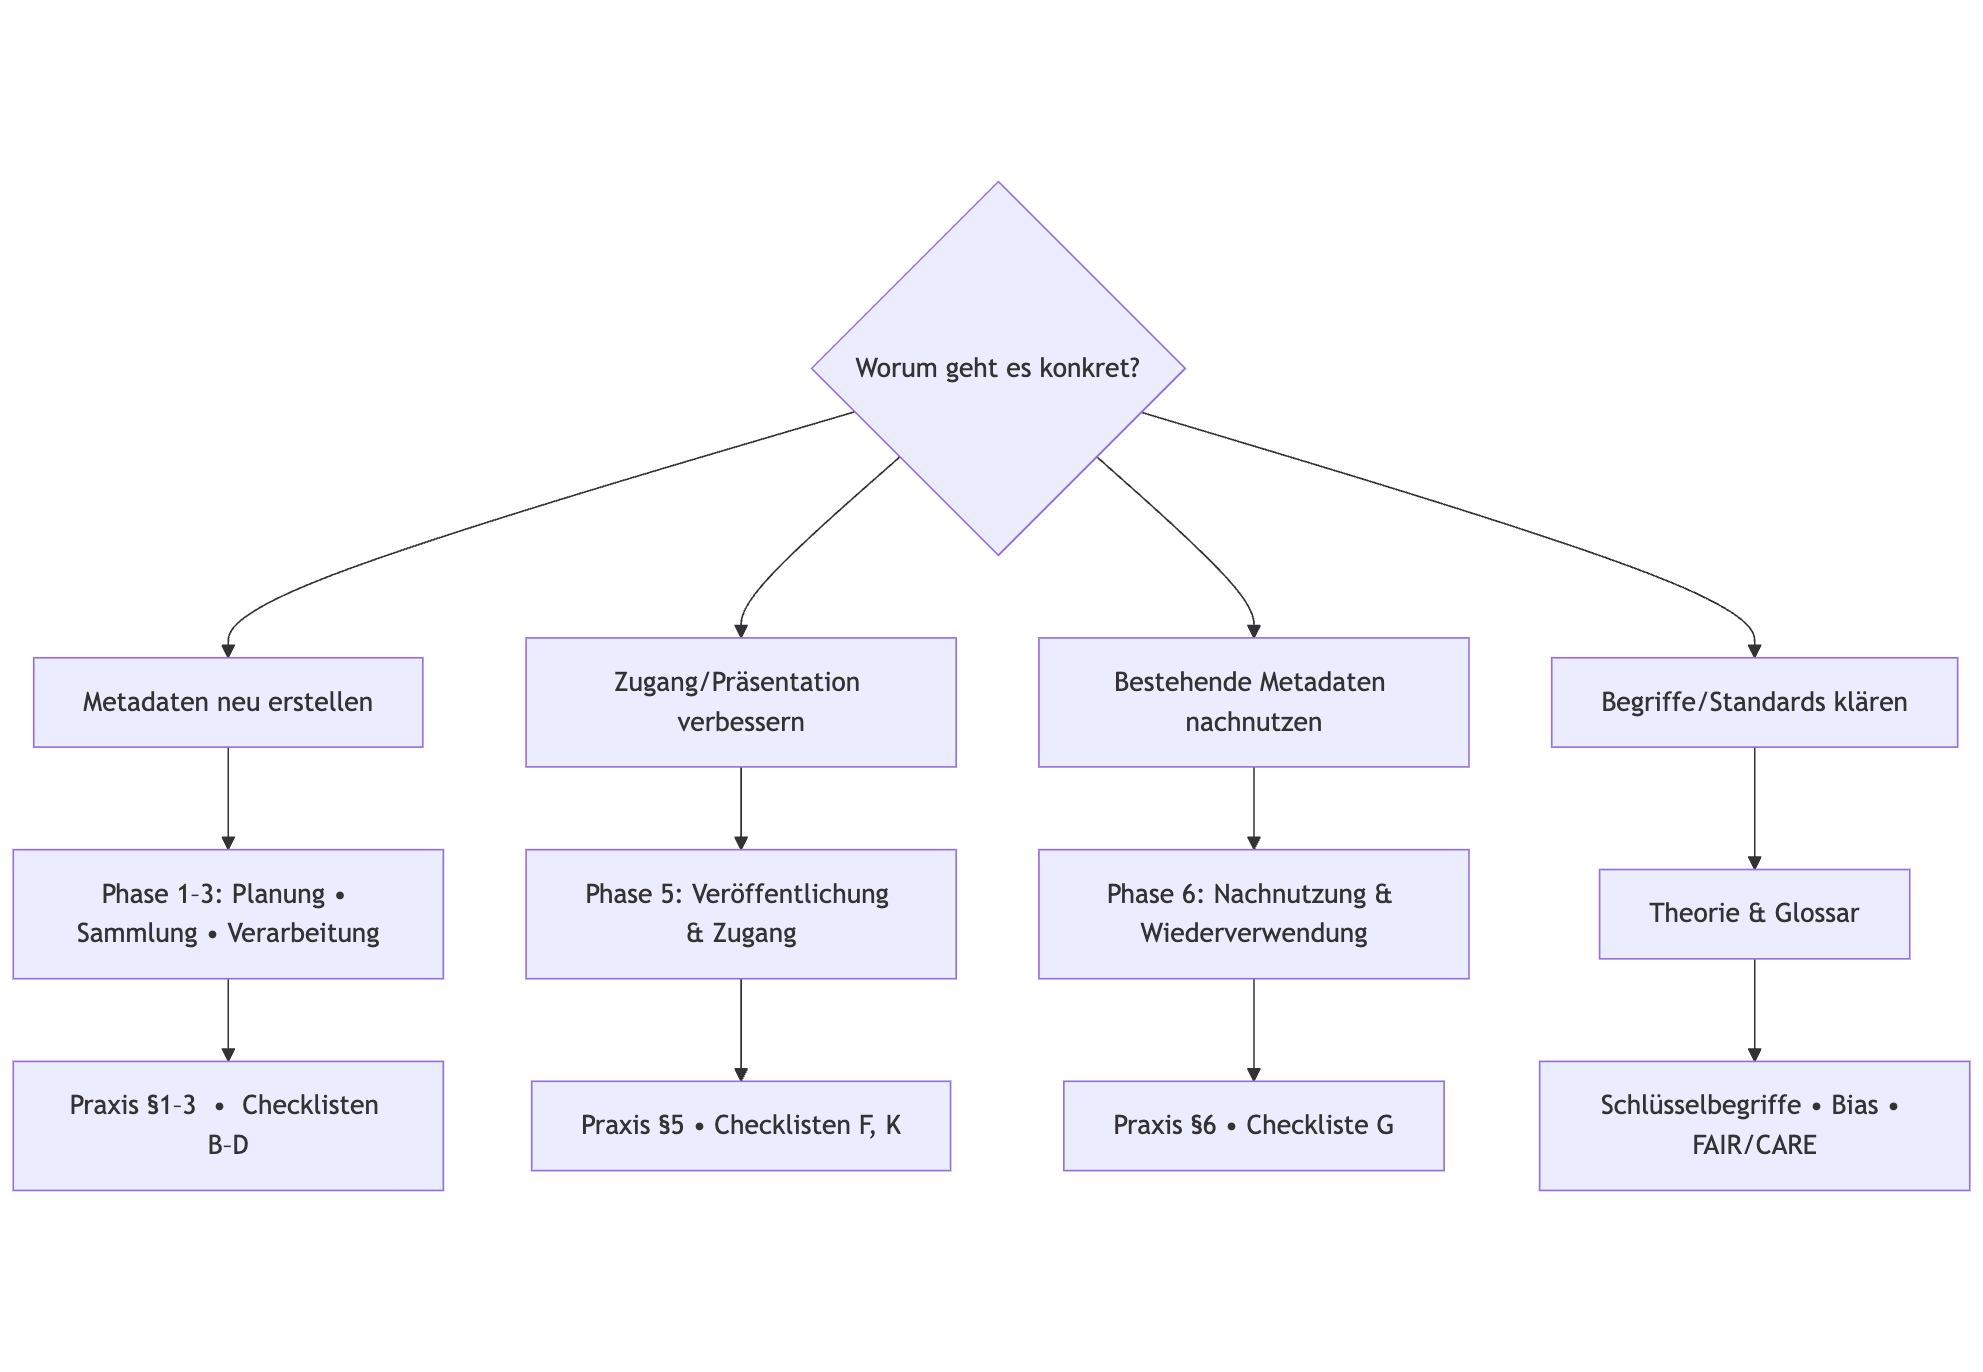 Worum geht es konkret?
Metadaten neu erstellen
Zugang/Präsentation
verbessern
Bestehende Metadaten
nachnutzen
Begriffe/Standards klären
Phase 1–3: Planung •
Sammlung • Verarbeitung
Phase 5: Veröffentlichung
& Zugang
Phase 6: Nachnutzung &
Wiederverwendung
Theorie & Glossar
Praxis §1–3 • Checklisten
B–D
Praxis §5 • Checklisten F, K
Praxis §6 • Checkliste G
Schlüsselbegriffe • Bias •
FAIR/CARE